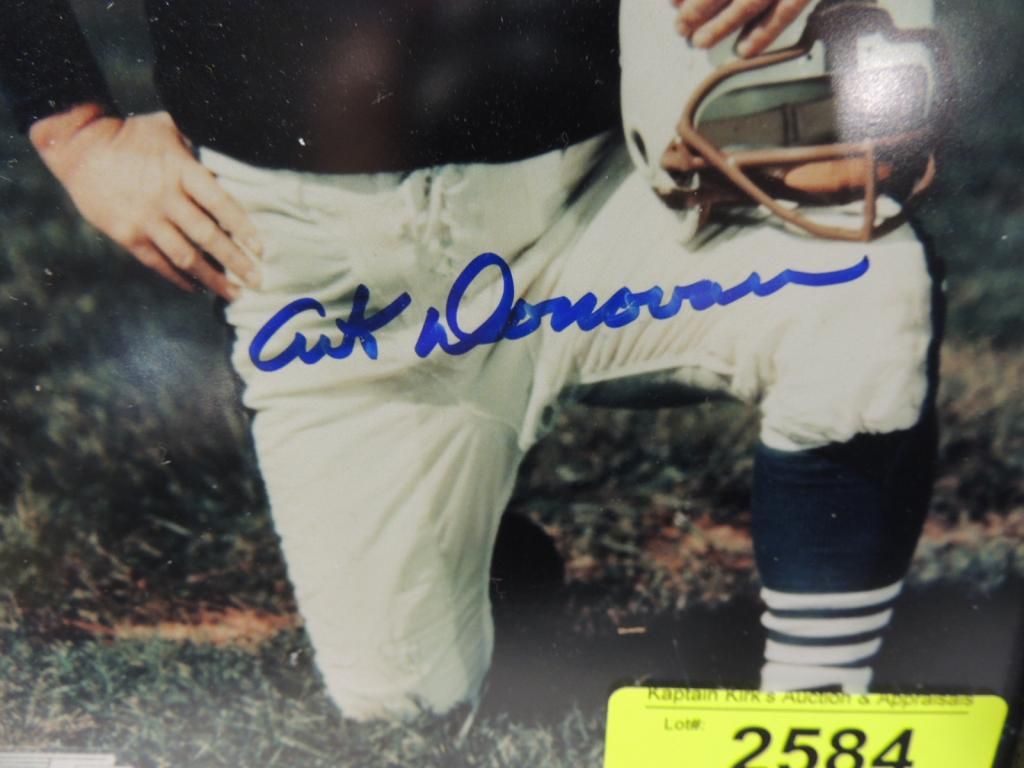 Art Donovan
Kaptain Kirk's Auction & Appraisals
Lot#:
2584